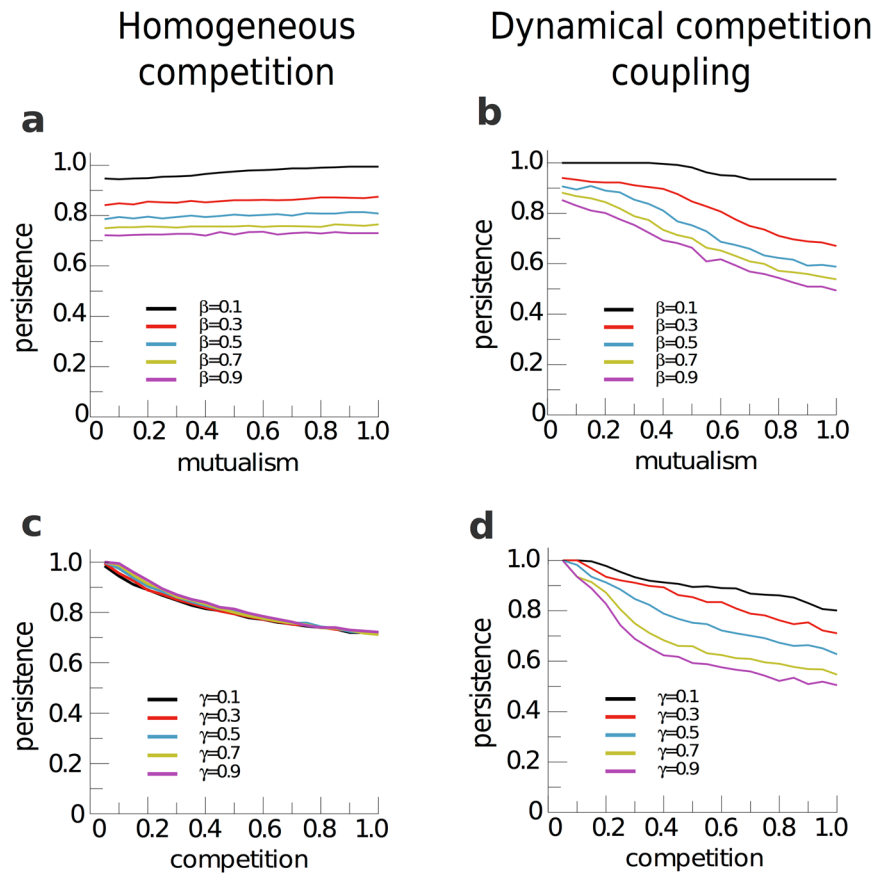 Homogeneous
competition
Dynamical competition
coupling
a
1.0
0.8
0.6
0.4
0.2
0
persistence
β=0.1
β=0.3
β=0.5
β=0.7
β=0.9
0 0.2 0.4 0.6 0.8 1.0
mutualism
b
1.0
0.8
0.6
0.4
0.2
0
persistence
β=0.1
β=0.3
β=0.5
β=0.7
β=0.9
0 0.2 0.4 0.6 0.8 1.0
mutualism
c
1.0
0.8
0.6
0.4
0.2
0
persistence
γ=0.1
γ=0.3
γ=0.5
γ=0.7
γ=0.9
0 0.2 0.4 0.6 0.8 1.0
competition
d
1.0
0.8
0.6
0.4
0.2
0
persistence
γ=0.1
γ=0.3
γ=0.5
γ=0.7
γ=0.9
0 0.2 0.4 0.6 0.8 1.0
competition